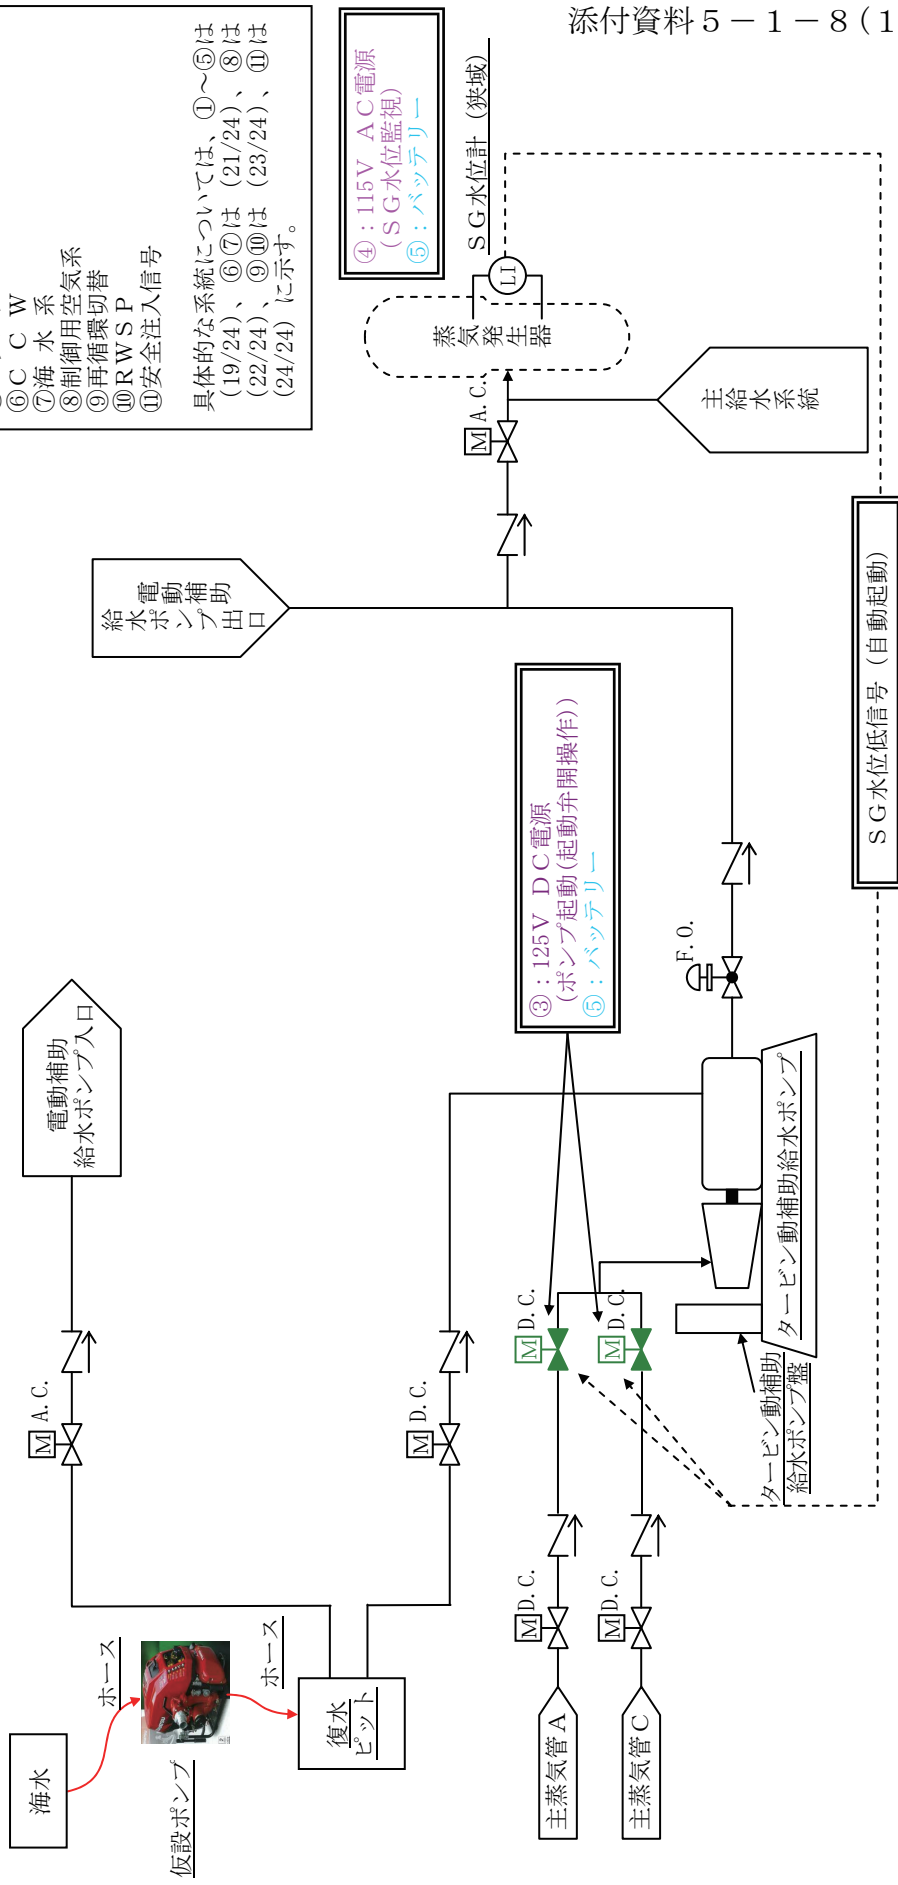 添付資料５－１－８(1
⑥ＣＣＷ
⑦海水系
⑧制御用空気系
⑨再循環切替
⑩ＲＷＳＰ
⑪安全注入信号
具体的な系統については、①～⑤は
(19/24)、⑥⑦は (21/24)、⑧は
(22/24)、⑨⑩は (23/24)、⑪は
(24/24) に示す。
④：115V ＡＣ電源
(ＳＧ水位監視)
⑤：バッテリー
ＳＧ水位計 (狭域)
LI
蒸気発生器
M A.C.
主給水系統
電動補助
給水ポンプ出口
③：125V ＤＣ電源
(ポンプ起動(起動弁開操作))
⑤：バッテリー
ＳＧ水位低信号 (自動起動)
F.O.
電動補助
給水ポンプ入口
タービン動補助給水ポンプ
タービン動補助
給水ポンプ盤
M A.C.
M D.C.
M D.C.
M D.C.
M D.C.
M D.C.
海水
ホース
仮設ポンプ
ホース
復水
ピット
主蒸気管Ａ
主蒸気管Ｃ